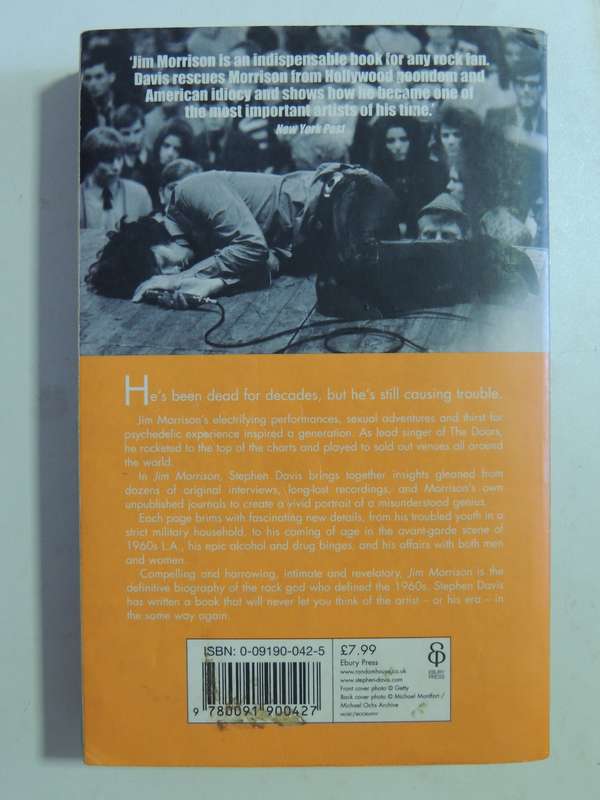 'Jim Morrison is an indispensable book for any rock fan.
Davis rescues Morrison from Hollywood goondom and
American idiocy and shows how he became one of
the most important artists of his time.'
New York Post
He's been dead for decades, but he's still causing trouble.
Jim Morrison's electrifying performances, sexual adventures and thirst for
psychedelic experience inspired a generation. As lead singer of The Doors,
he rocketed to the top of the charts and played to sold out venues all around
the world.
In Jim Morrison, Stephen Davis brings together insights gleaned from
dozens of original interviews, long-lost recordings, and Morrison's own
unpublished journals to create a vivid portrait of a misunderstood genius.
Each page brims with fascinating new details, from his troubled youth in a
strict military household, to his coming of age in the avant-garde scene of
1960s L.A., his epic alcohol and drug binges, and his affairs with both men
and women.
Compelling and harrowing, intimate and revelatory, Jim Morrison is the
definitive biography of the rock god who defined the 1960s. Stephen Davis
has written a book that will never let you think of the artist – or his era – in
the same way again.
ISBN: 0-09190-042-5
9 780091 900427
£7.99
Ebury Press
www.randomhouse.co.uk
www.stephen-davis.com
Front cover photo © Getty
Back cover photo © Michael Montfort /
Michael Ochs Archive
EBURY
PRESS